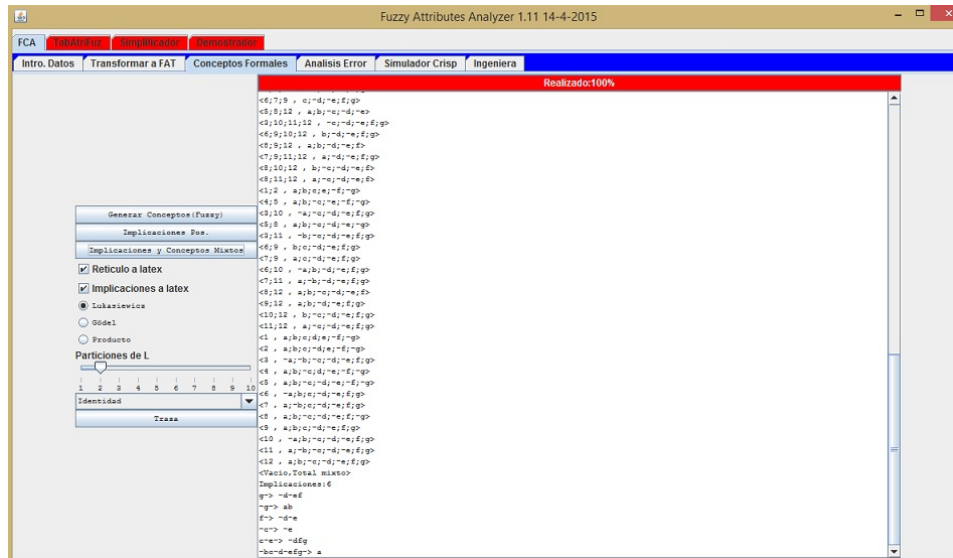 Fuzzy Attributes Analyzer 1.11 14-4-2015
FCA TabAtriFuz Simplificador Demostrador
Intro. Datos Transformar a FAT Conceptos Formales Analisis Error Simulador Crisp Ingeniera
Realizado:100%
Generar Conceptos(Fuzzy)
Implicaciones Pos.
Implicaciones y Conceptos Mixtos
Reticulo a latex
Implicaciones a latex
Lukasiewicz
Gödel
Producto
Particiones de L
1 2 3 4 5 6 7 8 9 10
Identidad
Traza
<6;7;9 , c;~d;~e;f;g>
<5;8;12 , a;b;~c;~d;~e>
<3;10;11;12 , ~c;~d;~e;f;g>
<6;9;10;12 , b;~d;~e;f;g>
<8;9;12 , a;b;~d;~e;f>
<7;9;11;12 , a;~d;~e;f;g>
<8;10;12 , b;~c;~d;~e;f>
<8;11;12 , a;~c;~d;~e;f>
<1;2 , a;b;c;e;~f;~g>
<4;5 , a;b;~c;~e;~f;~g>
<3;10 , ~a;~c;~d;~e;f;g>
<5;8 , a;b;~c;~d;~e;~g>
<3;11 , ~b;~c;~d;~e;f;g>
<6;9 , b;c;~d;~e;f;g>
<7;9 , a;c;~d;~e;f;g>
<6;10 , ~a;b;~d;~e;f;g>
<7;11 , a;~b;~d;~e;f;g>
<8;12 , a;b;~c;~d;~e;f>
<9;12 , a;b;~d;~e;f;g>
<10;12 , b;~c;~d;~e;f;g>
<11;12 , a;~c;~d;~e;f;g>
<1 , a;b;c;d;e;~f;~g>
<2 , a;b;c;~d;e;~f;~g>
<3 , ~a;~b;~c;~d;~e;f;g>
<4 , a;b;~c;d;~e;~f;~g>
<5 , a;b;~c;~d;~e;~f;~g>
<6 , ~a;b;c;~d;~e;f;g>
<7 , a;~b;c;~d;~e;f;g>
<8 , a;b;~c;~d;~e;f;~g>
<9 , a;b;c;~d;~e;f;g>
<10 , ~a;b;~c;~d;~e;f;g>
<11 , a;~b;~c;~d;~e;f;g>
<12 , a;b;~c;~d;~e;f;g>
<Vacio,Total mixto>
Implicaciones:6
g-> ~d~ef
~g-> ab
f-> ~d~e
~c-> ~e
c~e-> ~dfg
~bc~d~efg-> a